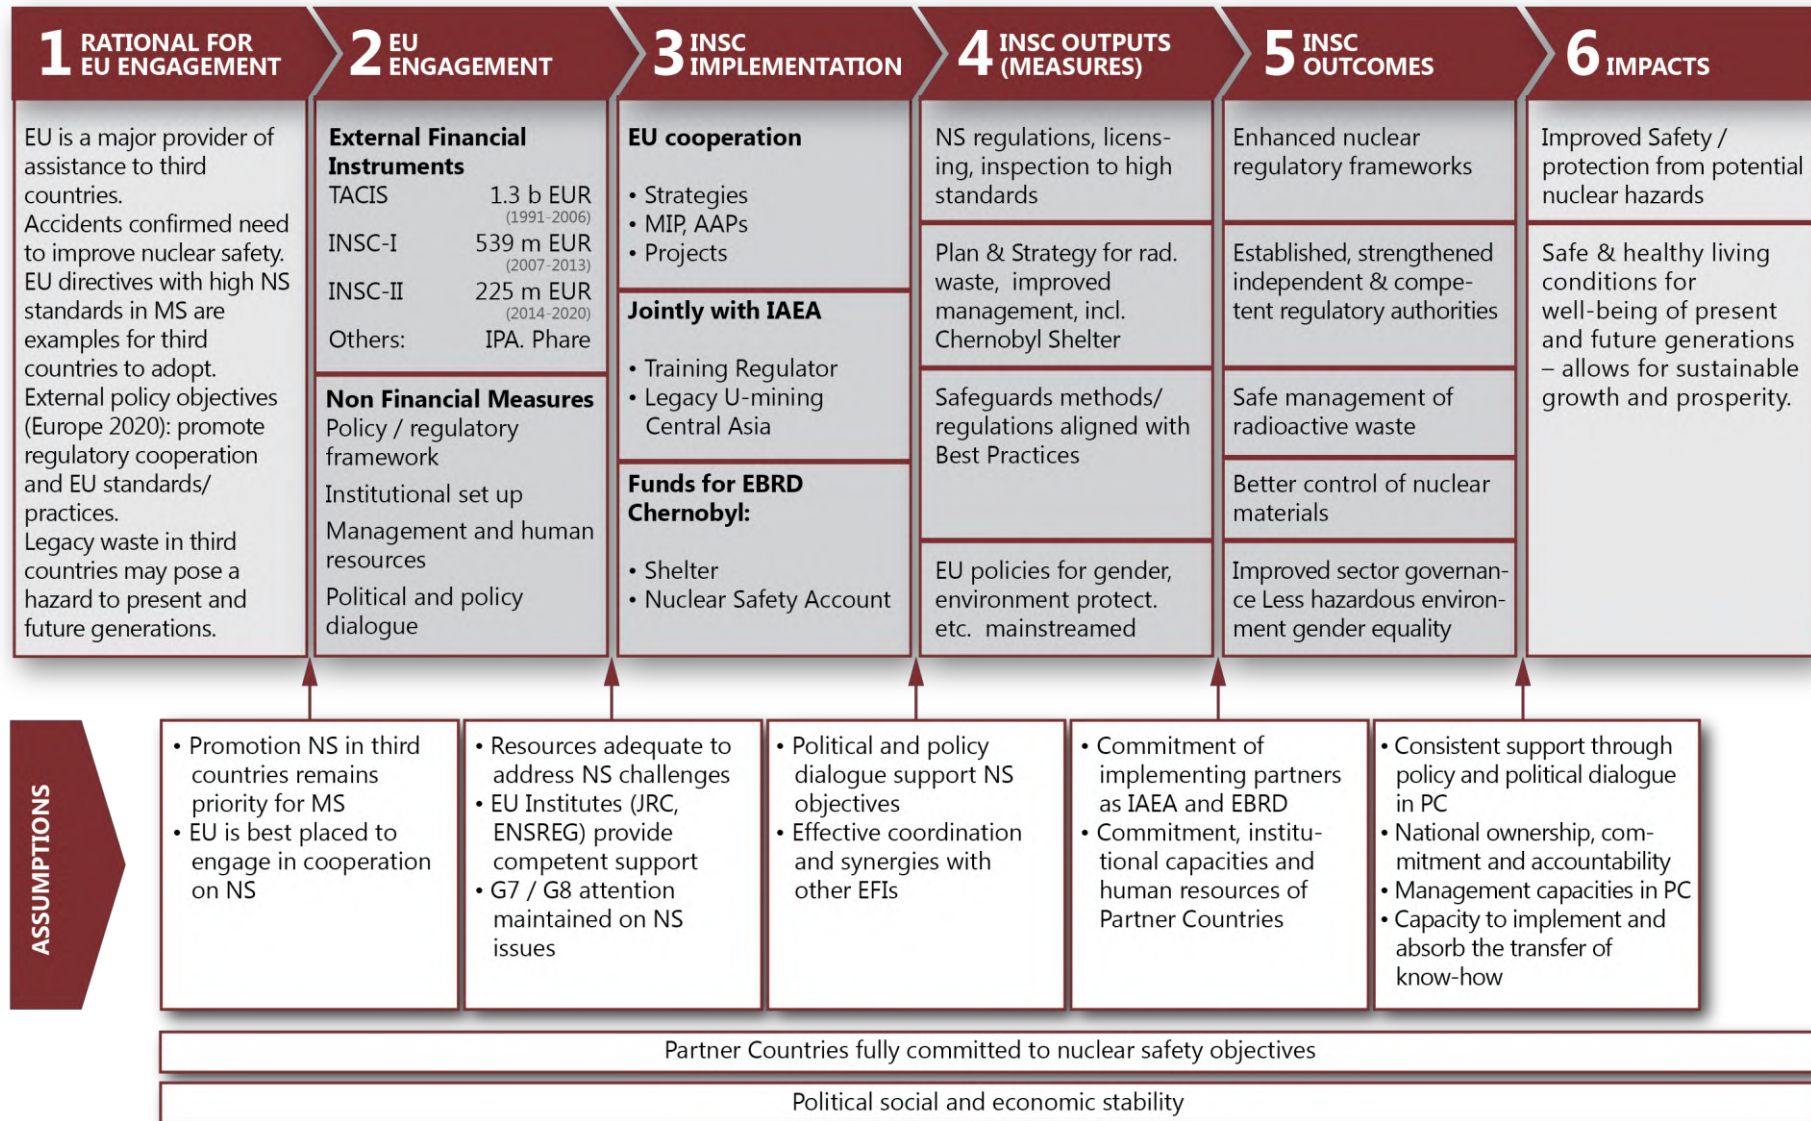 1 RATIONAL FOR
EU ENGAGEMENT
2 EU
ENGAGEMENT
3 INSC
IMPLEMENTATION
4 INSC OUTPUTS
(MEASURES)
5 INSC
OUTCOMES
6 IMPACTS
EU is a major provider of
assistance to third
countries.
Accidents confirmed need
to improve nuclear safety.
EU directives with high NS
standards in MS are
examples for third
countries to adopt.
External policy objectives
(Europe 2020): promote
regulatory cooperation
and EU standards/
practices.
Legacy waste in third
countries may pose a
hazard to present and
future generations.
External Financial
Instruments
TACIS 1.3 b EUR
(1991-2006)
INSC-I 539 m EUR
(2007-2013)
INSC-II 225 m EUR
(2014-2020)
Others: IPA. Phare
Non Financial Measures
Policy / regulatory
framework
Institutional set up
Management and human
resources
Political and policy
dialogue
EU cooperation
• Strategies
• MIP, AAPs
• Projects
Jointly with IAEA
• Training Regulator
• Legacy U-mining
Central Asia
Funds for EBRD
Chernobyl:
• Shelter
• Nuclear Safety Account
NS regulations, licens-
ing, inspection to high
standards
Plan & Strategy for rad.
waste, improved
management, incl.
Chernobyl Shelter
Safeguards methods/
regulations aligned with
Best Practices
EU policies for gender,
environment protect.
etc. mainstreamed
Enhanced nuclear
regulatory frameworks
Established, strengthened
independent & compe-
tent regulatory authorities
Safe management of
radioactive waste
Better control of nuclear
materials
Improved sector governan-
ce Less hazardous environ-
ment gender equality
Improved Safety /
protection from potential
nuclear hazards
Safe & healthy living
conditions for
well-being of present
and future generations
– allows for sustainable
growth and prosperity.
ASSUMPTIONS
• Promotion NS in third
countries remains
priority for MS
• EU is best placed to
engage in cooperation
on NS
• Resources adequate to
address NS challenges
• EU Institutes (JRC,
ENSREG) provide
competent support
• G7 / G8 attention
maintained on NS
issues
• Political and policy
dialogue support NS
objectives
• Effective coordination
and synergies with
other EFIs
• Commitment of
implementing partners
as IAEA and EBRD
• Commitment, institu-
tional capacities and
human resources of
Partner Countries
• Consistent support through
policy and political dialogue
in PC
• National ownership, com-
mitment and accountability
• Management capacities in PC
• Capacity to implement and
absorb the transfer of
know-how
Partner Countries fully committed to nuclear safety objectives
Political social and economic stability